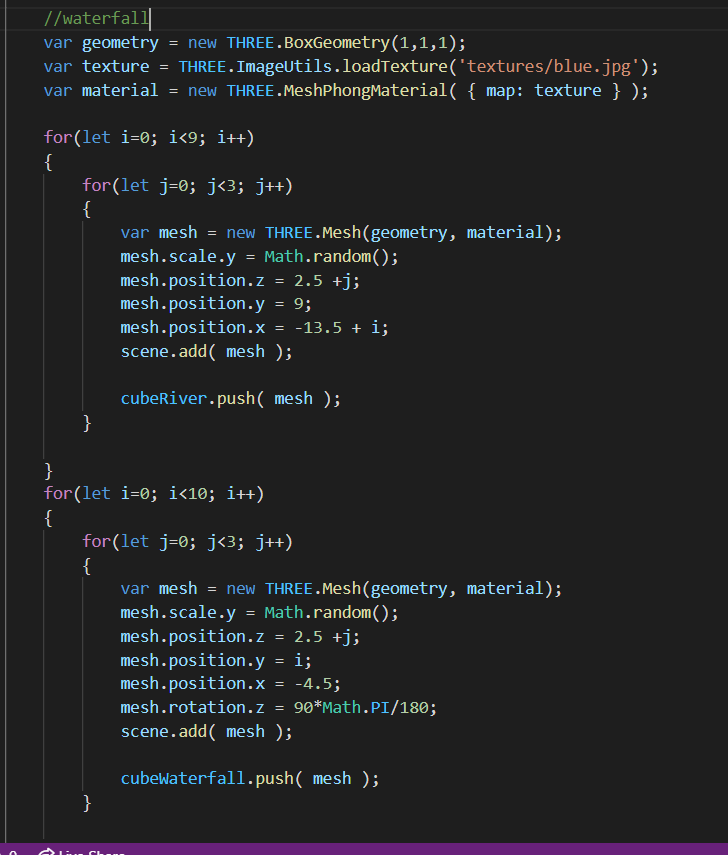 //waterfall
var geometry = new THREE.BoxGeometry(1,1,1);
var texture = THREE.ImageUtils.loadTexture('textures/blue.jpg');
var material = new THREE.MeshPhongMaterial( { map: texture } );
for(let i=0; i<9; i++)
{
for(let j=0; j<3; j++)
{
var mesh = new THREE.Mesh(geometry, material);
mesh.scale.y = Math.random();
mesh.position.z = 2.5 +j;
mesh.position.y = 9;
mesh.position.x = -13.5 + i;
scene.add( mesh );
cubeRiver.push( mesh );
}
}
for(let i=0; i<10; i++)
{
for(let j=0; j<3; j++)
{
var mesh = new THREE.Mesh(geometry, material);
mesh.scale.y = Math.random();
mesh.position.z = 2.5 +j;
mesh.position.y = i;
mesh.position.x = -4.5;
mesh.rotation.z = 90*Math.PI/180;
scene.add( mesh );
cubeWaterfall.push( mesh );
}
Live Share